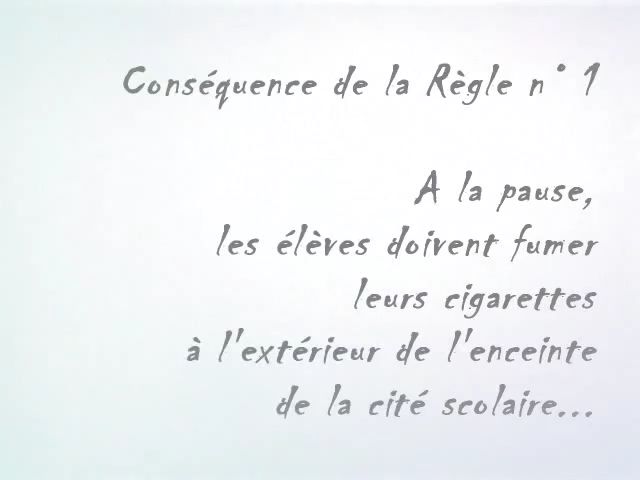 Conséquence de la Règle n° 1
A la pause,
les élèves doivent fumer
leurs cigarettes
à l'extérieur de l'enceinte
de la cité scolaire...